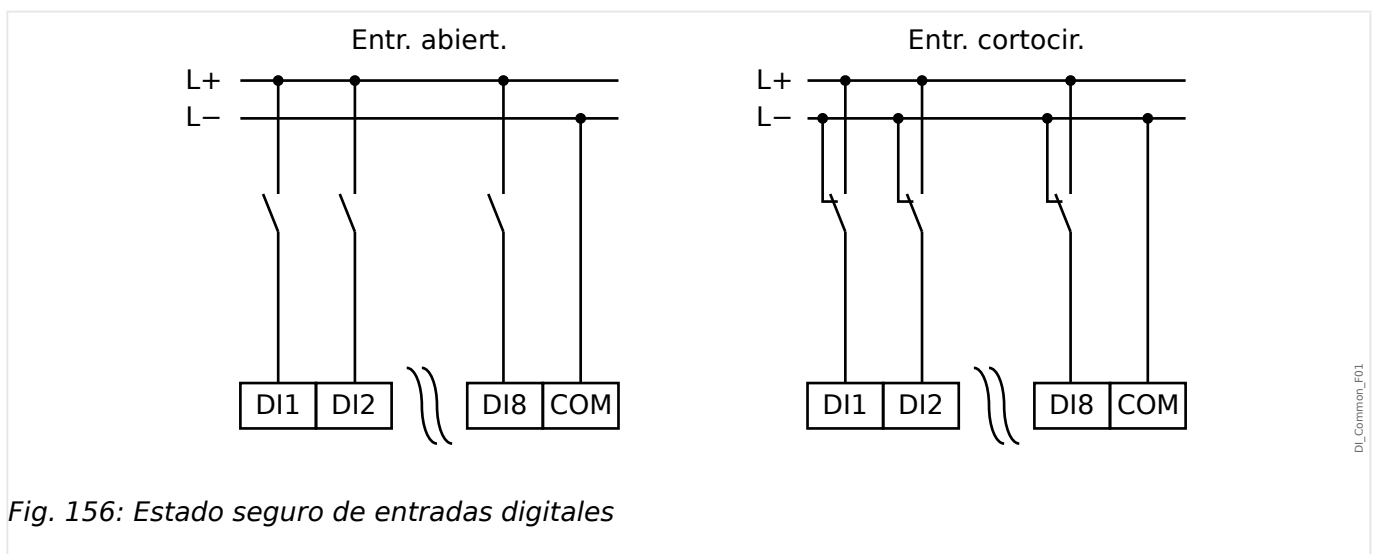 Entr. abiert.
Entr. cortocir.
L+
L−
L+
L−
DI1 DI2 DI8 COM
DI1 DI2 DI8 COM
DI_Common_F01
Fig. 156: Estado seguro de entradas digitales